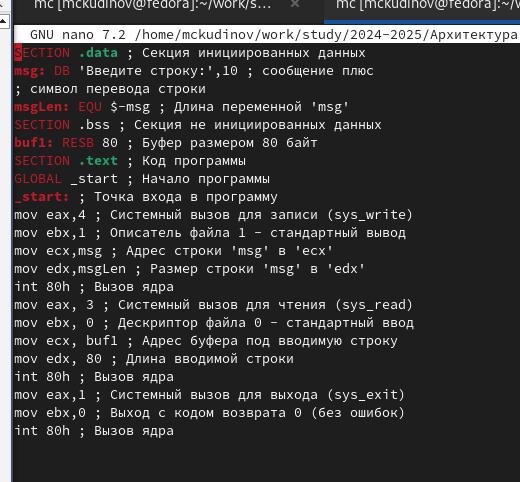 mc [mckudinov@fedora]:~/work/s... × mc [mckudinov@fedora]:~/work/stud
GNU nano 7.2 /home/mckudinov/work/study/2024-2025/Архитектура
SECTION .data ; Секция инициированных данных
msg: DB 'Введите строку:',10 ; сообщение плюс
; символ перевода строки
msgLen: EQU $-msg ; Длина переменной 'msg'
SECTION .bss ; Секция не инициированных данных
buf1: RESB 80 ; Буфер размером 80 байт
SECTION .text ; Код программы
GLOBAL _start ; Начало программы
_start: ; Точка входа в программу
mov eax,4 ; Системный вызов для записи (sys_write)
mov ebx,1 ; Описатель файла 1 - стандартный вывод
mov ecx,msg ; Адрес строки 'msg' в 'ecx'
mov edx,msgLen ; Размер строки 'msg' в 'edx'
int 80h ; Вызов ядра
mov eax, 3 ; Системный вызов для чтения (sys_read)
mov ebx, 0 ; Дескриптор файла 0 - стандартный ввод
mov ecx, buf1 ; Адрес буфера под вводимую строку
mov edx, 80 ; Длина вводимой строки
int 80h ; Вызов ядра
mov eax,1 ; Системный вызов для выхода (sys_exit)
mov ebx,0 ; Выход с кодом возврата 0 (без ошибок)
int 80h ; Вызов ядра